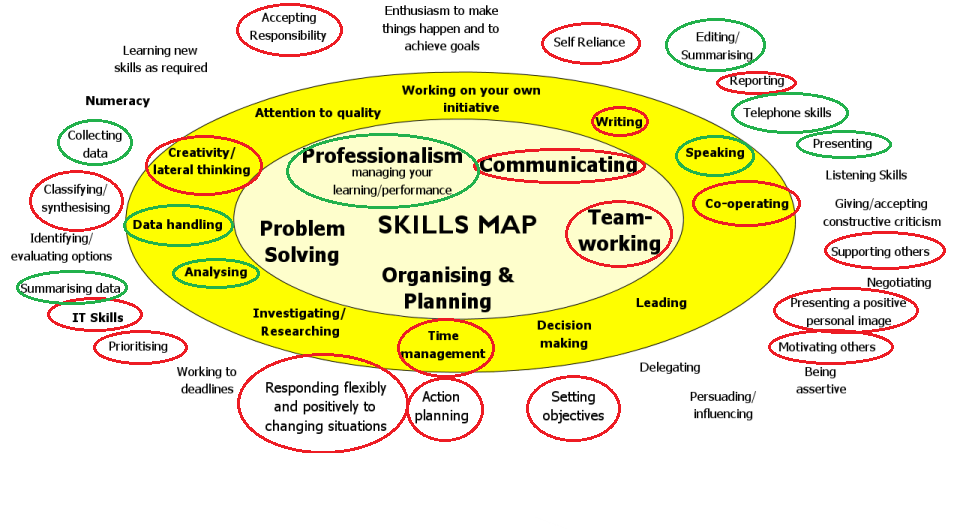 Accepting
Responsibility
Enthusiasm to make
things happen and to
achieve goals
Self Reliance
Editing/
Summarising
Learning new
skills as required
Reporting
Numeracy
Attention to quality
Working on your own
initiative
Writing
Telephone skills
Collecting
data
Creativity/
lateral thinking
Professionalism
managing your
learning/performance
Communicating
Speaking
Presenting
Listening Skills
Classifying/
synthesising
Data handling
Problem
Solving
SKILLS MAP
Team-
working
Co-operating
Giving/accepting
constructive criticism
Identifying/
evaluating options
Supporting others
Analysing
Organising &
Planning
Negotiating
Summarising data
IT Skills
Investigating/
Researching
Time
management
Decision
making
Leading
Presenting a positive
personal image
Prioritising
Motivating others
Working to
deadlines
Responding flexibly
and positively to
changing situations
Action
planning
Setting
objectives
Delegating
Persuading/
influencing
Being
assertive